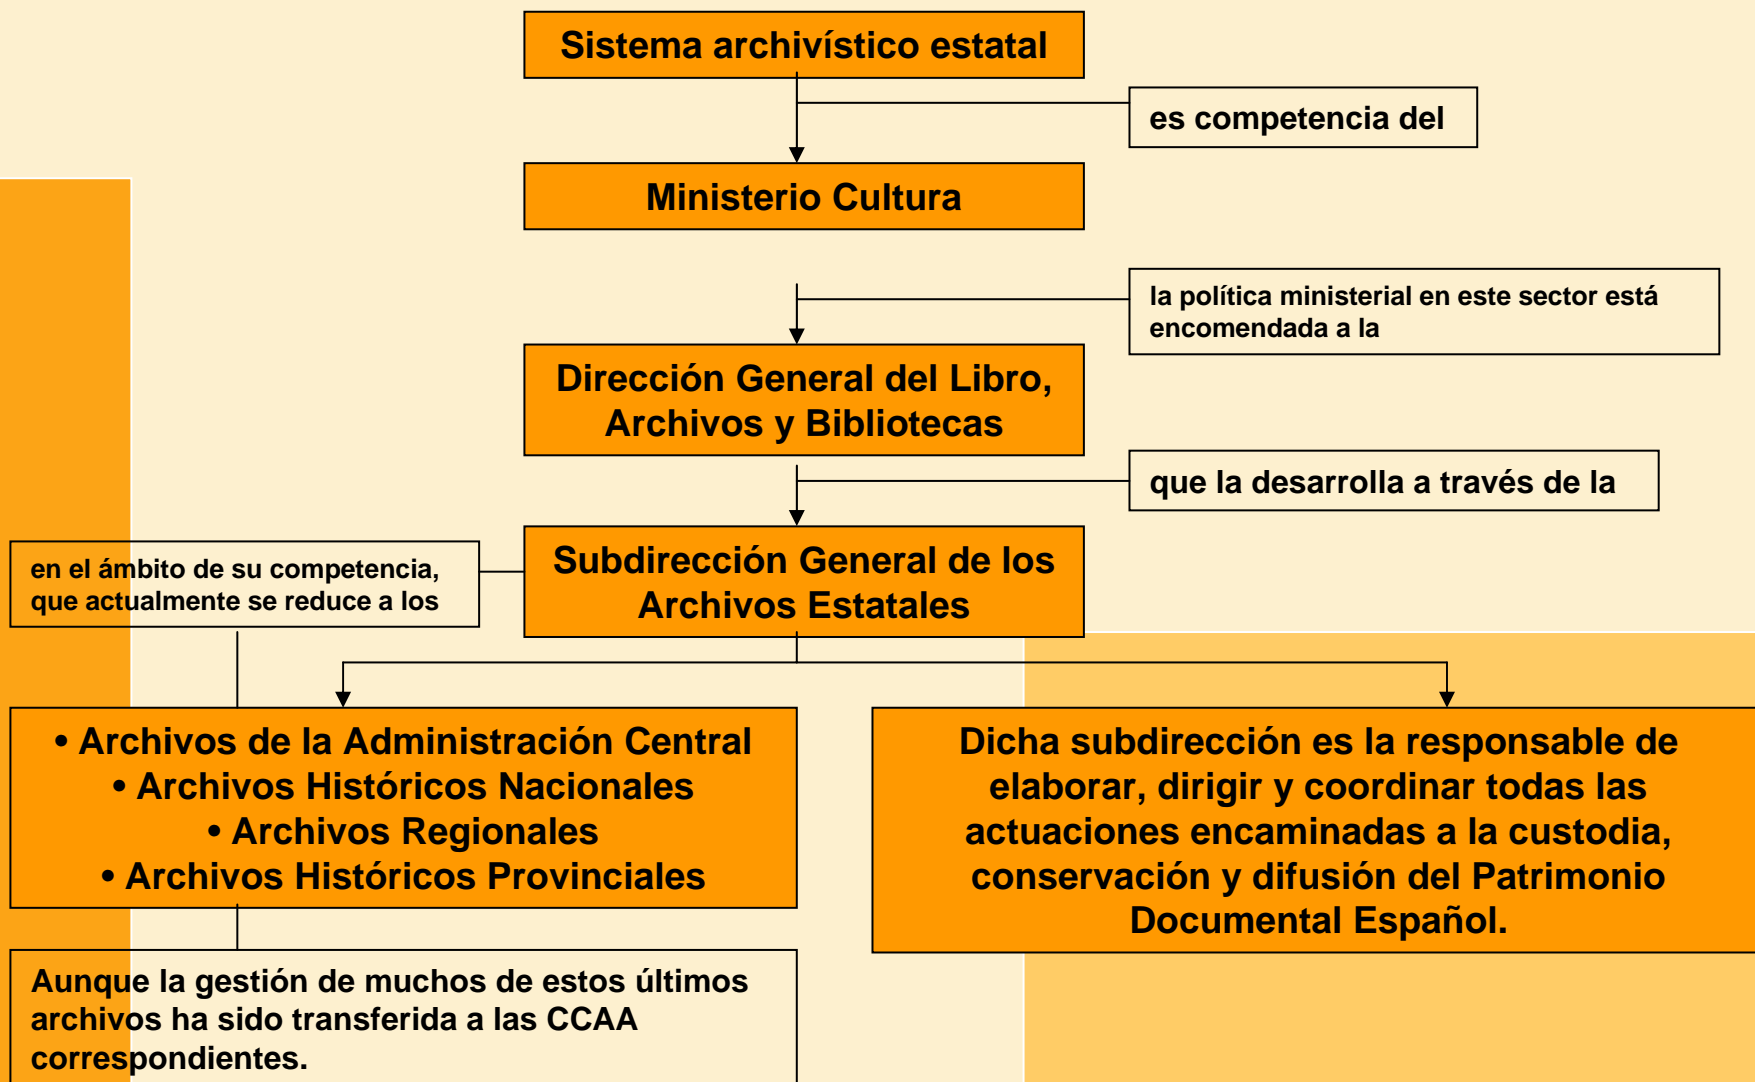 Sistema archivístico estatal
es competencia del
Ministerio Cultura
la política ministerial en este sector está
encomendada a la
Dirección General del Libro,
Archivos y Bibliotecas
que la desarrolla a través de la
Subdirección General de los
Archivos Estatales
en el ámbito de su competencia,
que actualmente se reduce a los
• Archivos de la Administración Central
• Archivos Históricos Nacionales
• Archivos Regionales
• Archivos Históricos Provinciales
Dicha subdirección es la responsable de
elaborar, dirigir y coordinar todas las
actuaciones encaminadas a la custodia,
conservación y difusión del Patrimonio
Documental Español.
Aunque la gestión de muchos de estos últimos
archivos ha sido transferida a las CCAA
correspondientes.